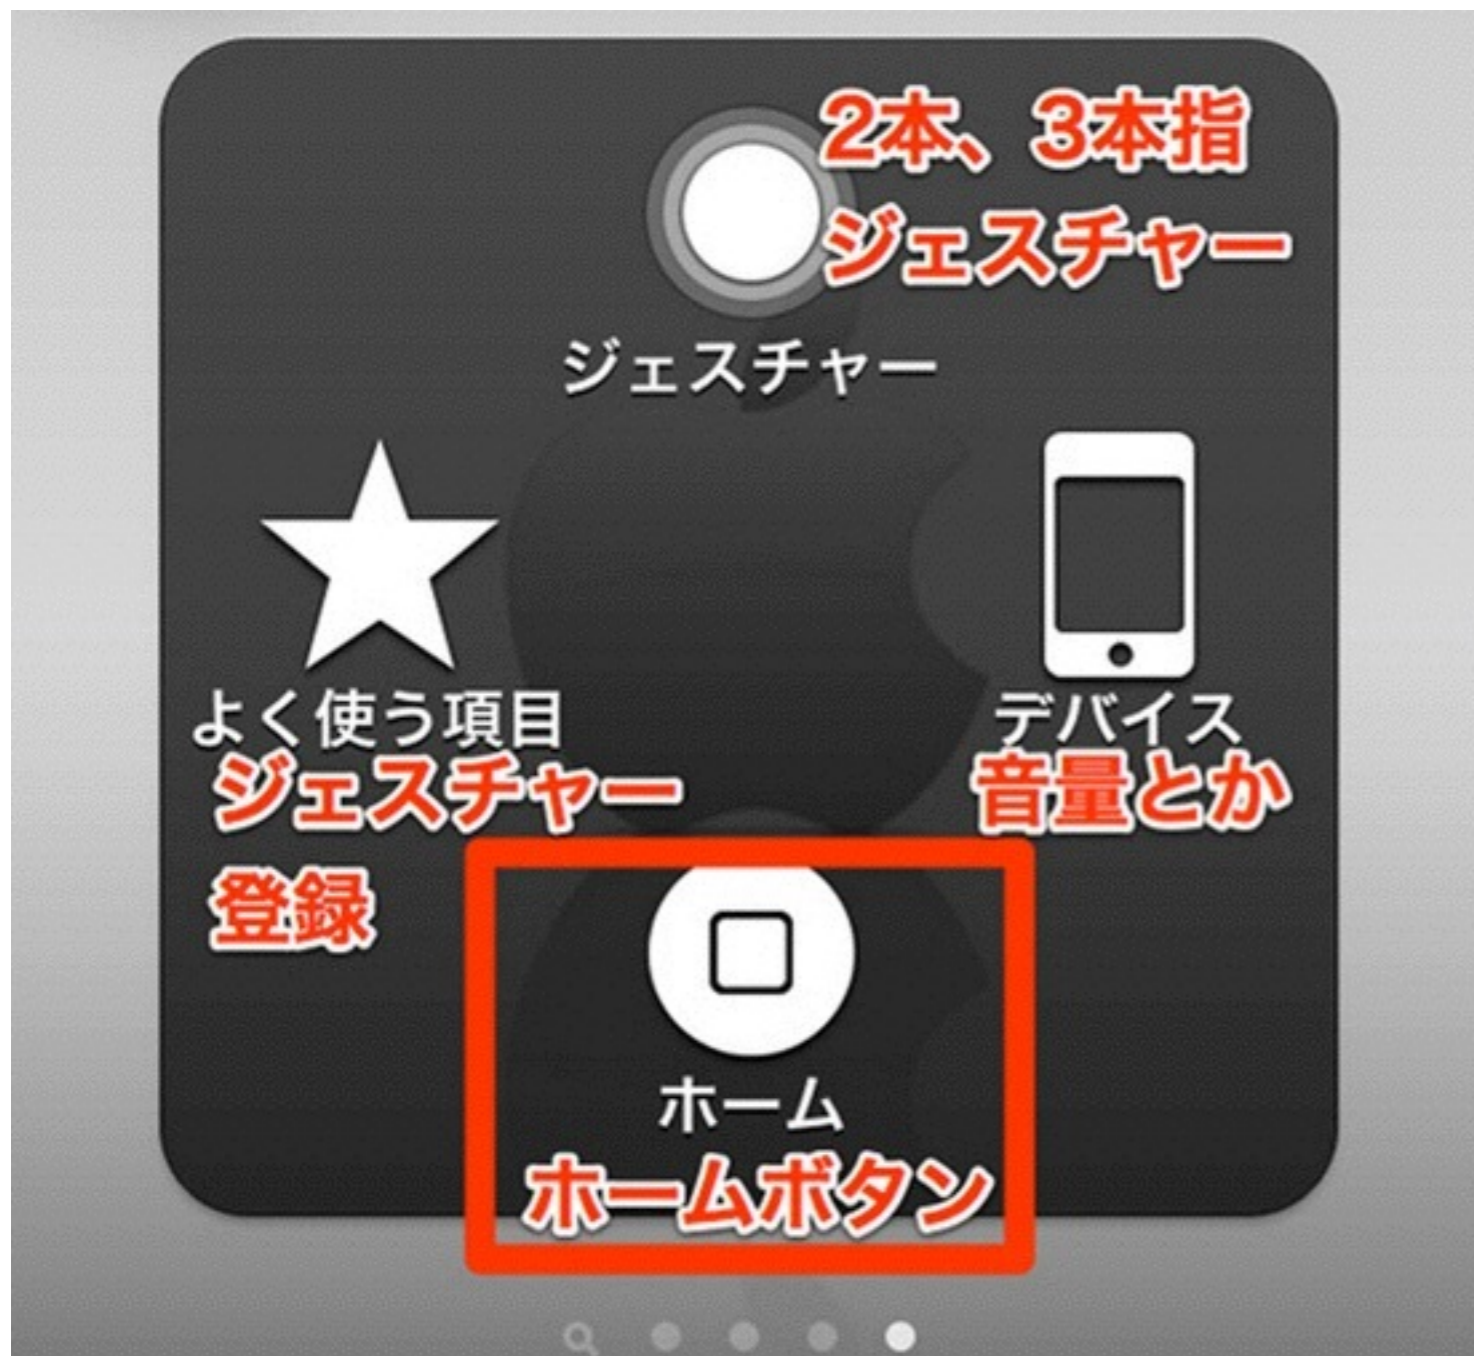 2本、3本指
ジェスチャー
ジェスチャー
よく使う項目
デバイス
ジェスチャー
登録
音量とか
ホーム
ホームボタン